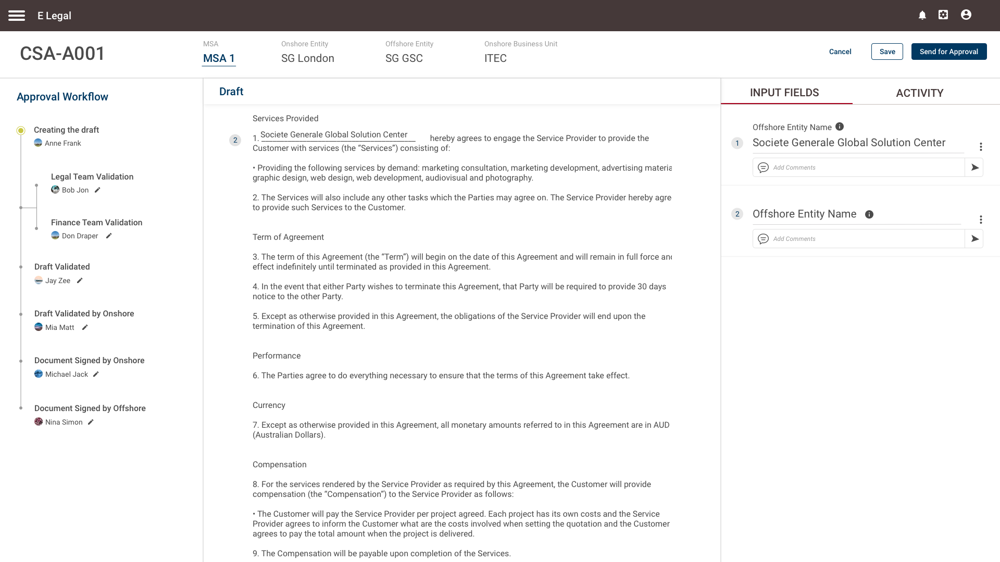 E Legal
CSA-A001
MSA
MSA 1
Onshore Entity
SG London
Offshore Entity
SG GSC
Onshore Business Unit
ITEC
Cancel
Save
Send for Approval
Approval Workflow
Creating the draft
Anne Frank
Legal Team Validation
Bob Jon
Finance Team Validation
Don Draper
Draft Validated
Jay Zee
Draft Validated by Onshore
Mia Matt
Document Signed by Onshore
Michael Jack
Document Signed by Offshore
Nina Simon
Draft
Services Provided
2
1. Societe Generale Global Solution Center hereby agrees to engage the Service Provider to provide the
Customer with services (the “Services”) consisting of:
• Providing the following services by demand: marketing consultation, marketing development, advertising materia
graphic design, web design, web development, audiovisual and photography.
2. The Services will also include any other tasks which the Parties may agree on. The Service Provider hereby agre
to provide such Services to the Customer.
Term of Agreement
3. The term of this Agreement (the “Term”) will begin on the date of this Agreement and will remain in full force and
effect indefinitely until terminated as provided in this Agreement.
4. In the event that either Party wishes to terminate this Agreement, that Party will be required to provide 30 days
notice to the other Party.
5. Except as otherwise provided in this Agreement, the obligations of the Service Provider will end upon the
termination of this Agreement.
Performance
6. The Parties agree to do everything necessary to ensure that the terms of this Agreement take effect.
Currency
7. Except as otherwise provided in this Agreement, all monetary amounts referred to in this Agreement are in AUD
(Australian Dollars).
Compensation
8. For the services rendered by the Service Provider as required by this Agreement, the Customer will provide
compensation (the “Compensation”) to the Service Provider as follows:
• The Customer will pay the Service Provider per project agreed. Each project has its own costs and the Service
Provider agrees to inform the Customer what are the costs involved when setting the quotation and the Customer
agrees to pay the total amount when the project is delivered.
9. The Compensation will be payable upon completion of the Services.
INPUT FIELDS
ACTIVITY
Offshore Entity Name
1
Societe Generale Global Solution Center
Add Comments
2
Offshore Entity Name
Add Comments